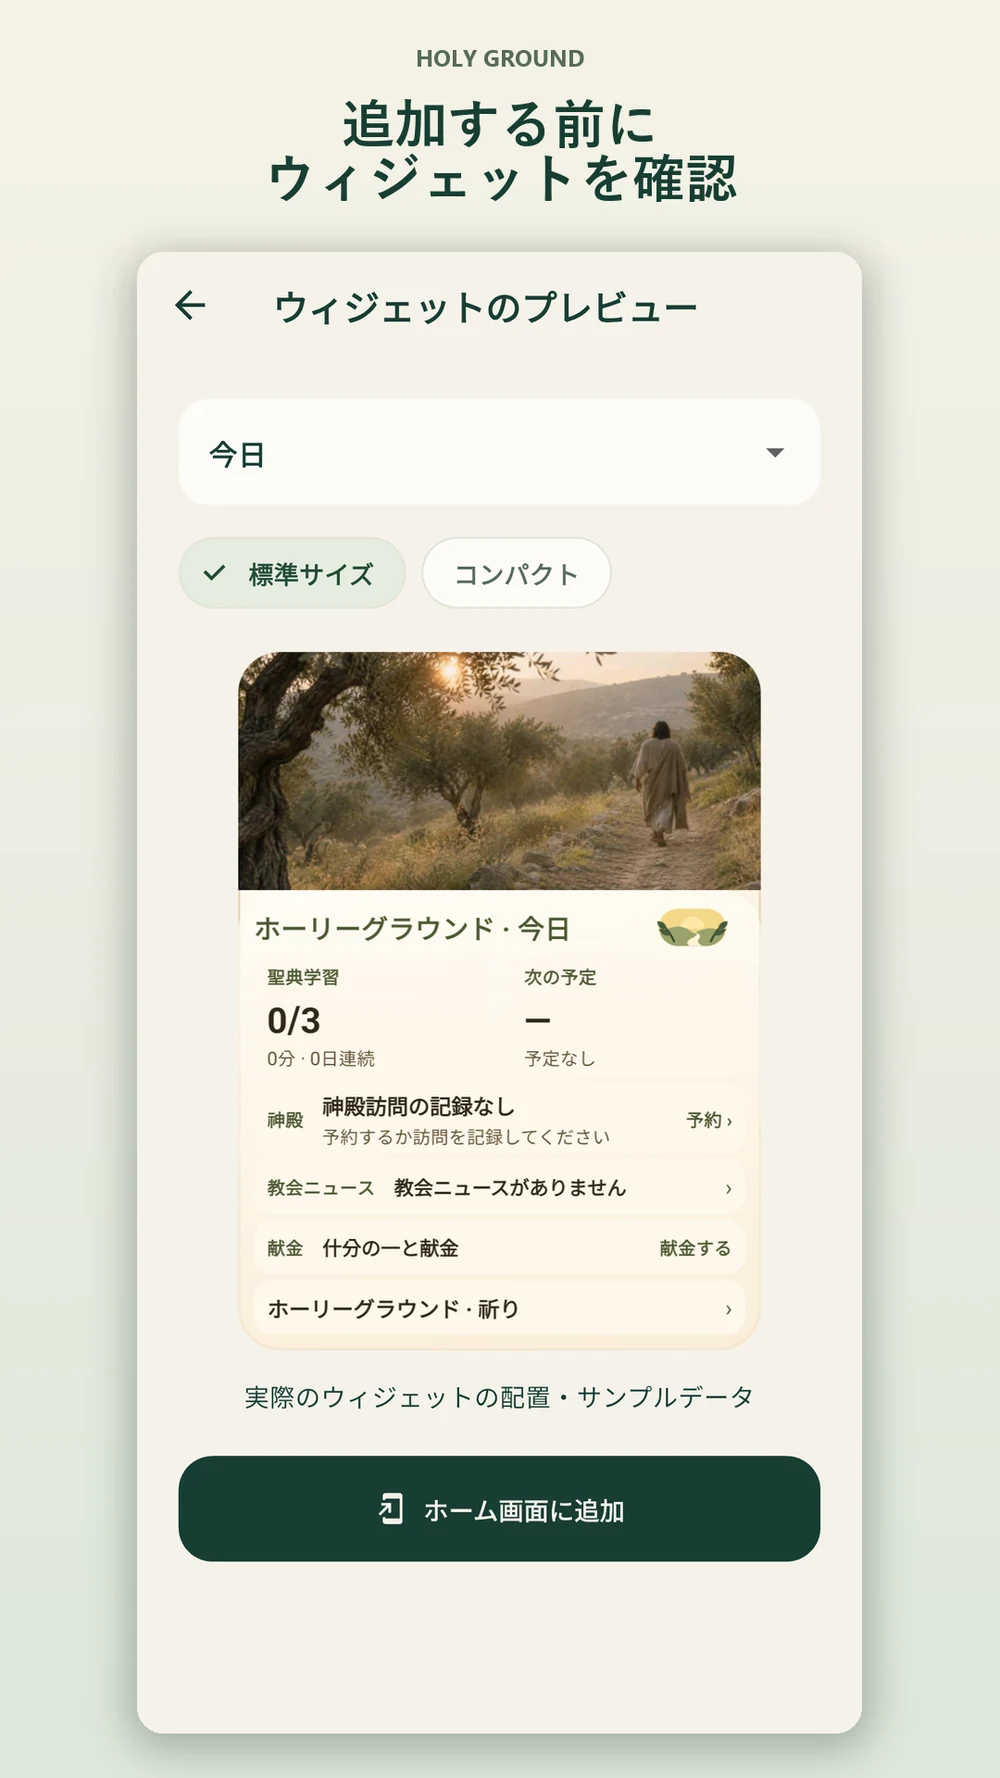 HOLY GROUND
追加する前に
ウィジェットを確認
ウィジェットのプレビュー
今日
標準サイズ
コンパクト
ホーリーグラウンド · 今日
聖典学習
次の予定
0/3
—
0分 · 0日連続
予定なし
神殿
神殿訪問の記録なし
予約するか訪問を記録してください
予約 ›
教会ニュース 教会ニュースがありません ›
献金 什分の一と献金 献金する
ホーリーグラウンド · 祈り ›
実際のウィジェットの配置・サンプルデータ
ホーム画面に追加